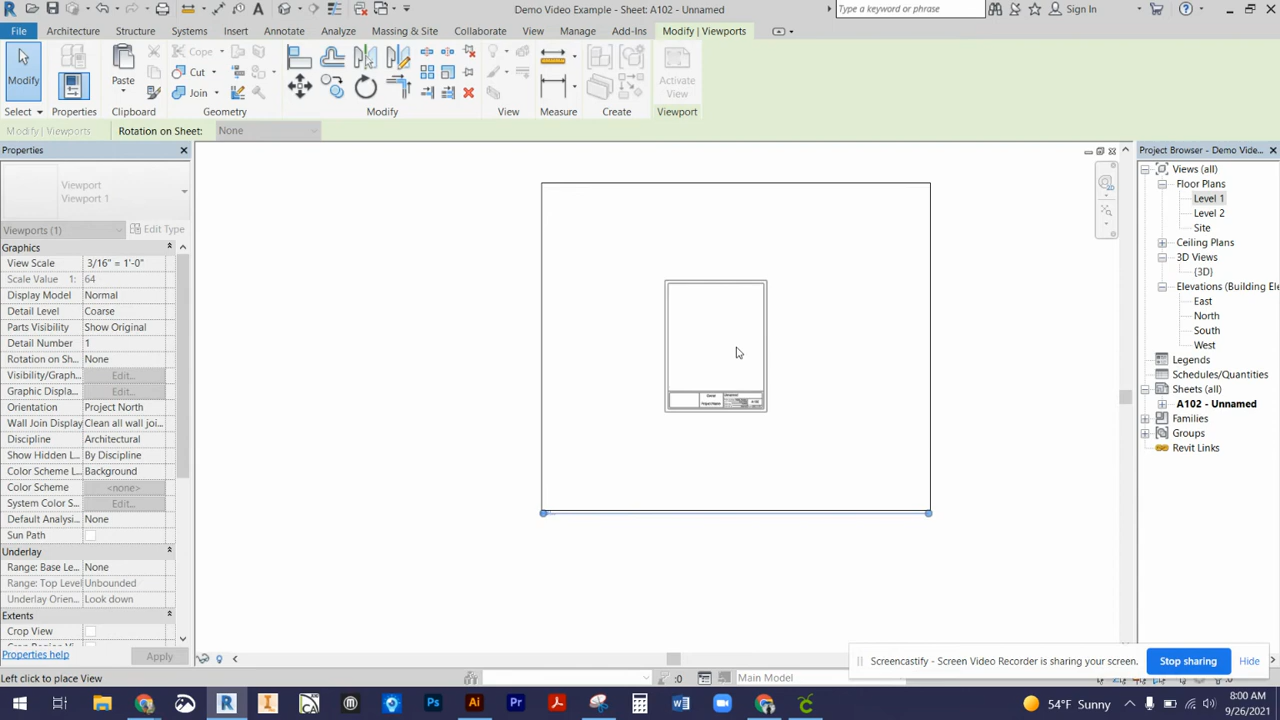 Demo Video Example - Sheet: A102 - Unnamed
Type a keyword or phrase
Sign In
File
Architecture
Structure
Systems
Insert
Annotate
Analyze
Massing & Site
Collaborate
View
Manage
Add-Ins
Modify | Viewports
Modify
Paste
Cope
Cut
Join
Activate
View
Select
Properties
Clipboard
Geometry
Modify
View
Measure
Create
Viewport
Modify | Viewports
Rotation on Sheet:
None
Properties
Viewport
Viewport 1
Viewports (1)
Edit Type
Graphics
View Scale 3/16" = 1'-0"
Scale Value 1: 64
Display Model Normal
Detail Level Coarse
Parts Visibility Show Original
Detail Number 1
Rotation on Sh... None
Visibility/Graph... Edit...
Graphic Displa... Edit...
Orientation Project North
Wall Join Display Clean all wall joi...
Discipline Architectural
Show Hidden L... By Discipline
Color Scheme L... Background
Color Scheme <none>
System Color S... Edit...
Default Analysi... None
Sun Path
Underlay
Range: Base Le... None
Range: Top Level Unbounded
Underlay Orien... Look down
Extents
Crop View
Properties help
Apply
Project Browser - Demo Vide...
Views (all)
Floor Plans
Level 1
Level 2
Site
Ceiling Plans
3D Views
{3D}
Elevations (Building Ele
East
North
South
West
Legends
Schedules/Quantities
Sheets (all)
A102 - Unnamed
Families
Groups
Revit Links
Screencastify - Screen Video Recorder is sharing your screen.
Stop sharing
Hide
Left click to place View
:0
Main Model
54°F Sunny
8:00 AM
9/26/2021